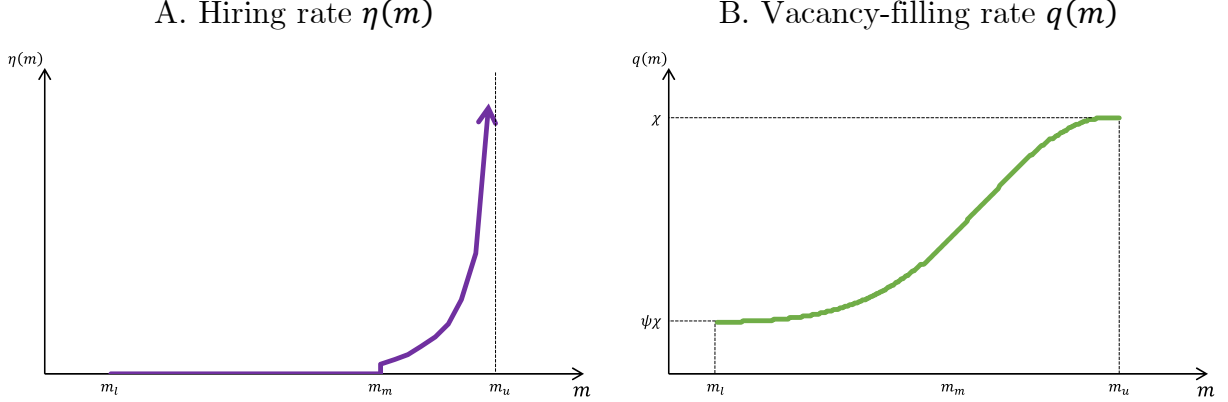 A. Hiring rate η(m)
B. Vacancy-filling rate q(m)
η(m)
q(m)
χ
ψχ
m_l
m_m
m_u
m
m_l
m_m
m_u
m